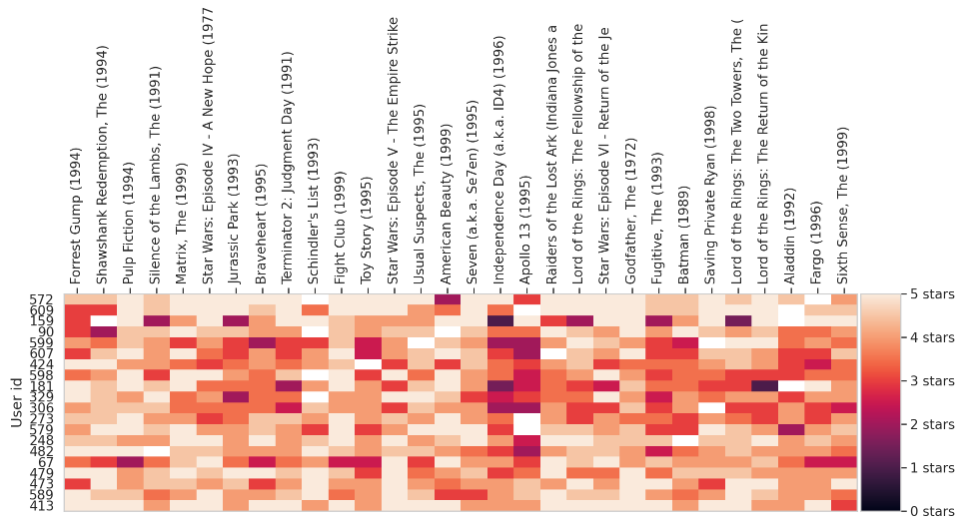 Forrest Gump (1994)
Shawshank Redemption, The (1994)
Pulp Fiction (1994)
Silence of the Lambs, The (1991)
Matrix, The (1999)
Star Wars: Episode IV - A New Hope (1977
Jurassic Park (1993)
Braveheart (1995)
Terminator 2: Judgment Day (1991)
Schindler's List (1993)
Fight Club (1999)
Toy Story (1995)
Star Wars: Episode V - The Empire Strike
Usual Suspects, The (1995)
American Beauty (1999)
Seven (a.k.a. Se7en) (1995)
Independence Day (a.k.a. ID4) (1996)
Apollo 13 (1995)
Raiders of the Lost Ark (Indiana Jones a
Lord of the Rings: The Fellowship of the
Star Wars: Episode VI - Return of the Je
Godfather, The (1972)
Fugitive, The (1993)
Batman (1989)
Saving Private Ryan (1998)
Lord of the Rings: The Two Towers, The (
Lord of the Rings: The Return of the Kin
Aladdin (1992)
Fargo (1996)
Sixth Sense, The (1999)
User id
572
609
159
90
599
607
424
598
181
329
306
273
579
248
482
67
479
473
589
413
5 stars
4 stars
3 stars
2 stars
1 stars
0 stars